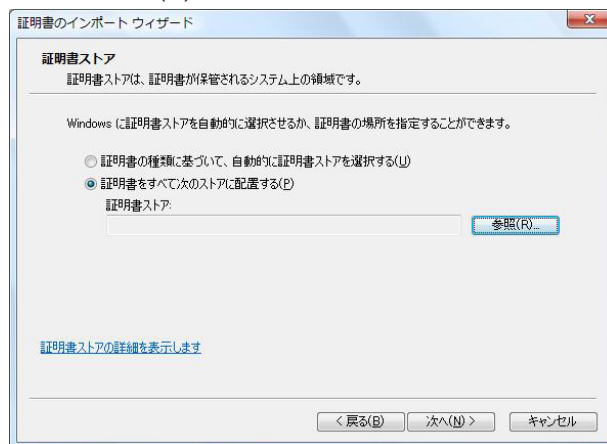 証明書のインポート ウィザード
証明書ストア
証明書ストアは、証明書が保管されるシステム上の領域です。
Windows に証明書ストアを自動的に選択させるか、証明書の場所を指定することができます。
証明書の種類に基づいて、自動的に証明書ストアを選択する(U)
証明書をすべて次のストアに配置する(P)
証明書ストア:
参照(R)...
証明書ストアの詳細を表示します
< 戻る(B) 次へ(N) > キャンセル